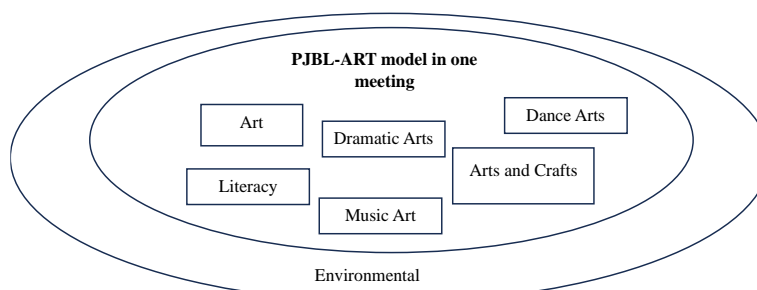 PJBL-ART model in one
meeting
Art
Dramatic Arts
Dance Arts
Literacy
Arts and Crafts
Music Art
Environmental